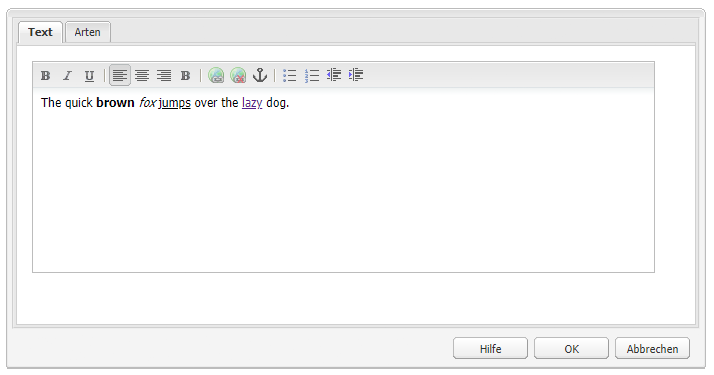 Text Arten
B I U B
The quick brown fox jumps over the lazy dog.
Hilfe OK Abbrechen